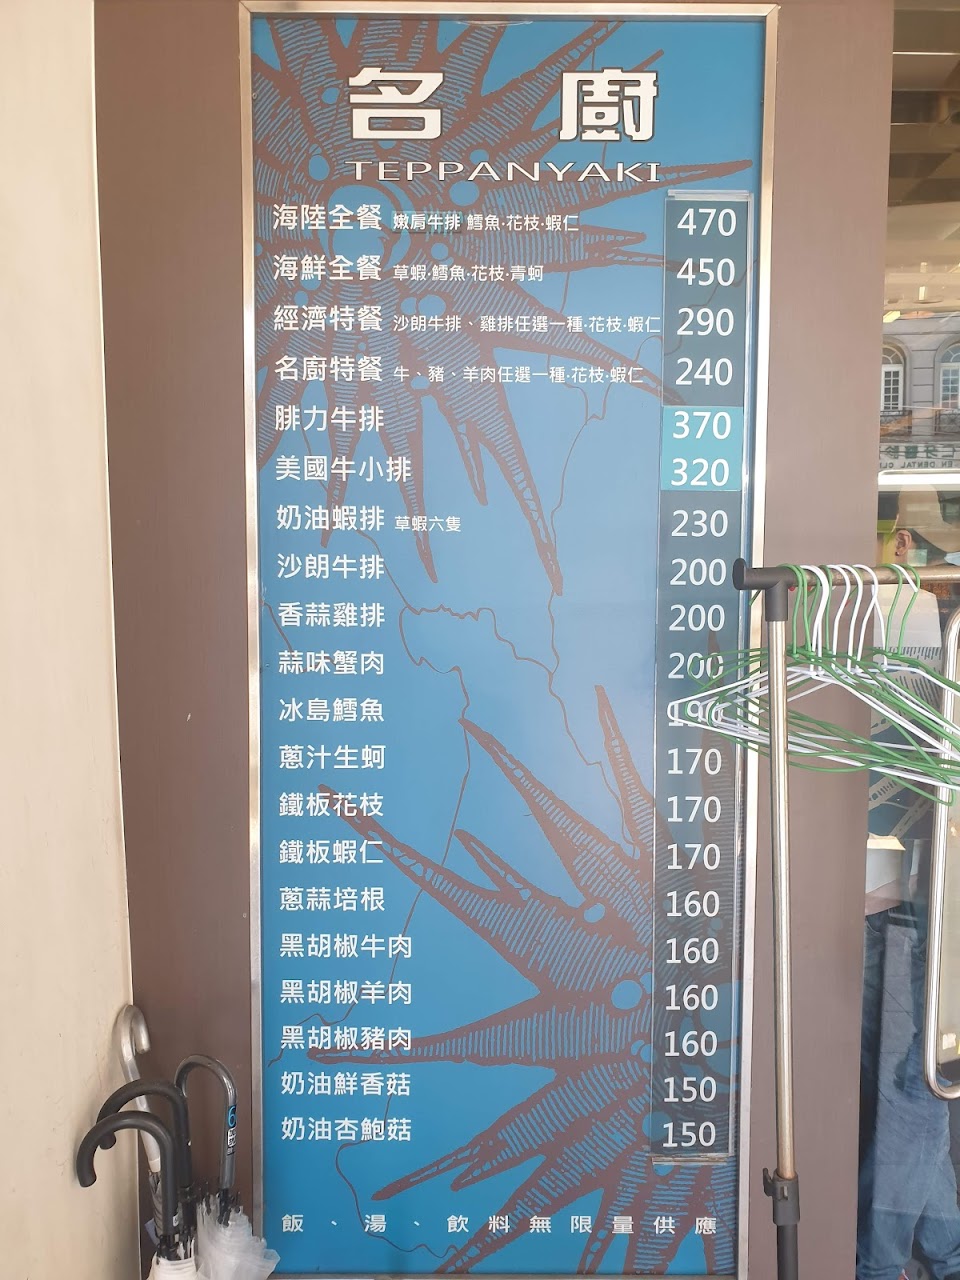 名廚
TEPPANYAKI
海陸全餐 嫩肩牛排 鱈魚·花枝·蝦仁 470
海鮮全餐 草蝦·鱈魚·花枝·青蚵 450
經濟特餐 沙朗牛排、雞排任選一種·花枝·蝦仁 290
名廚特餐 牛、豬、羊肉任選一種·花枝·蝦仁 240
腓力牛排 370
美國牛小排 320
奶油蝦排 草蝦六隻 230
沙朗牛排 200
香蒜雞排 200
蒜味蟹肉 200
冰島鱈魚 190
蔥汁生蚵 170
鐵板花枝 170
鐵板蝦仁 170
蔥蒜培根 160
黑胡椒牛肉 160
黑胡椒羊肉 160
黑胡椒豬肉 160
奶油鮮香菇 150
奶油杏鮑菇 150
飯、湯、飲料無限量供應